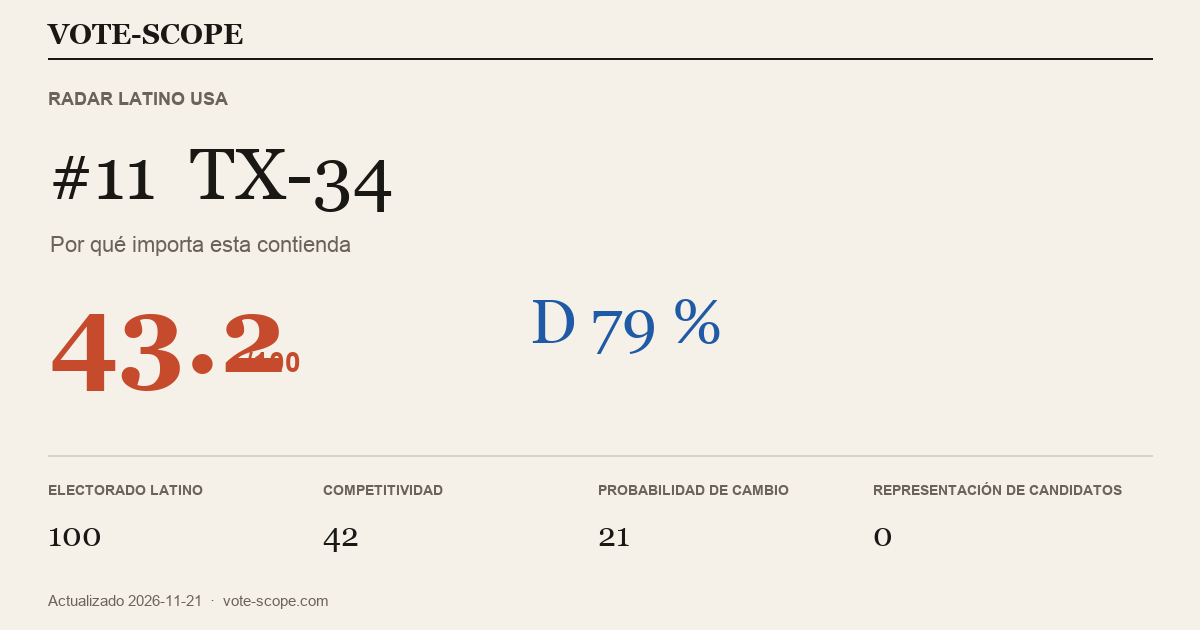 VOTE-SCOPE
RADAR LATINO USA
#11 TX-34
Por qué importa esta contienda
43.2/100
D 79 %
ELECTORADO LATINO
COMPETITIVIDAD
PROBABILIDAD DE CAMBIO
REPRESENTACIÓN DE CANDIDATOS
100
42
21
0
Actualizado 2026-11-21 · vote-scope.com